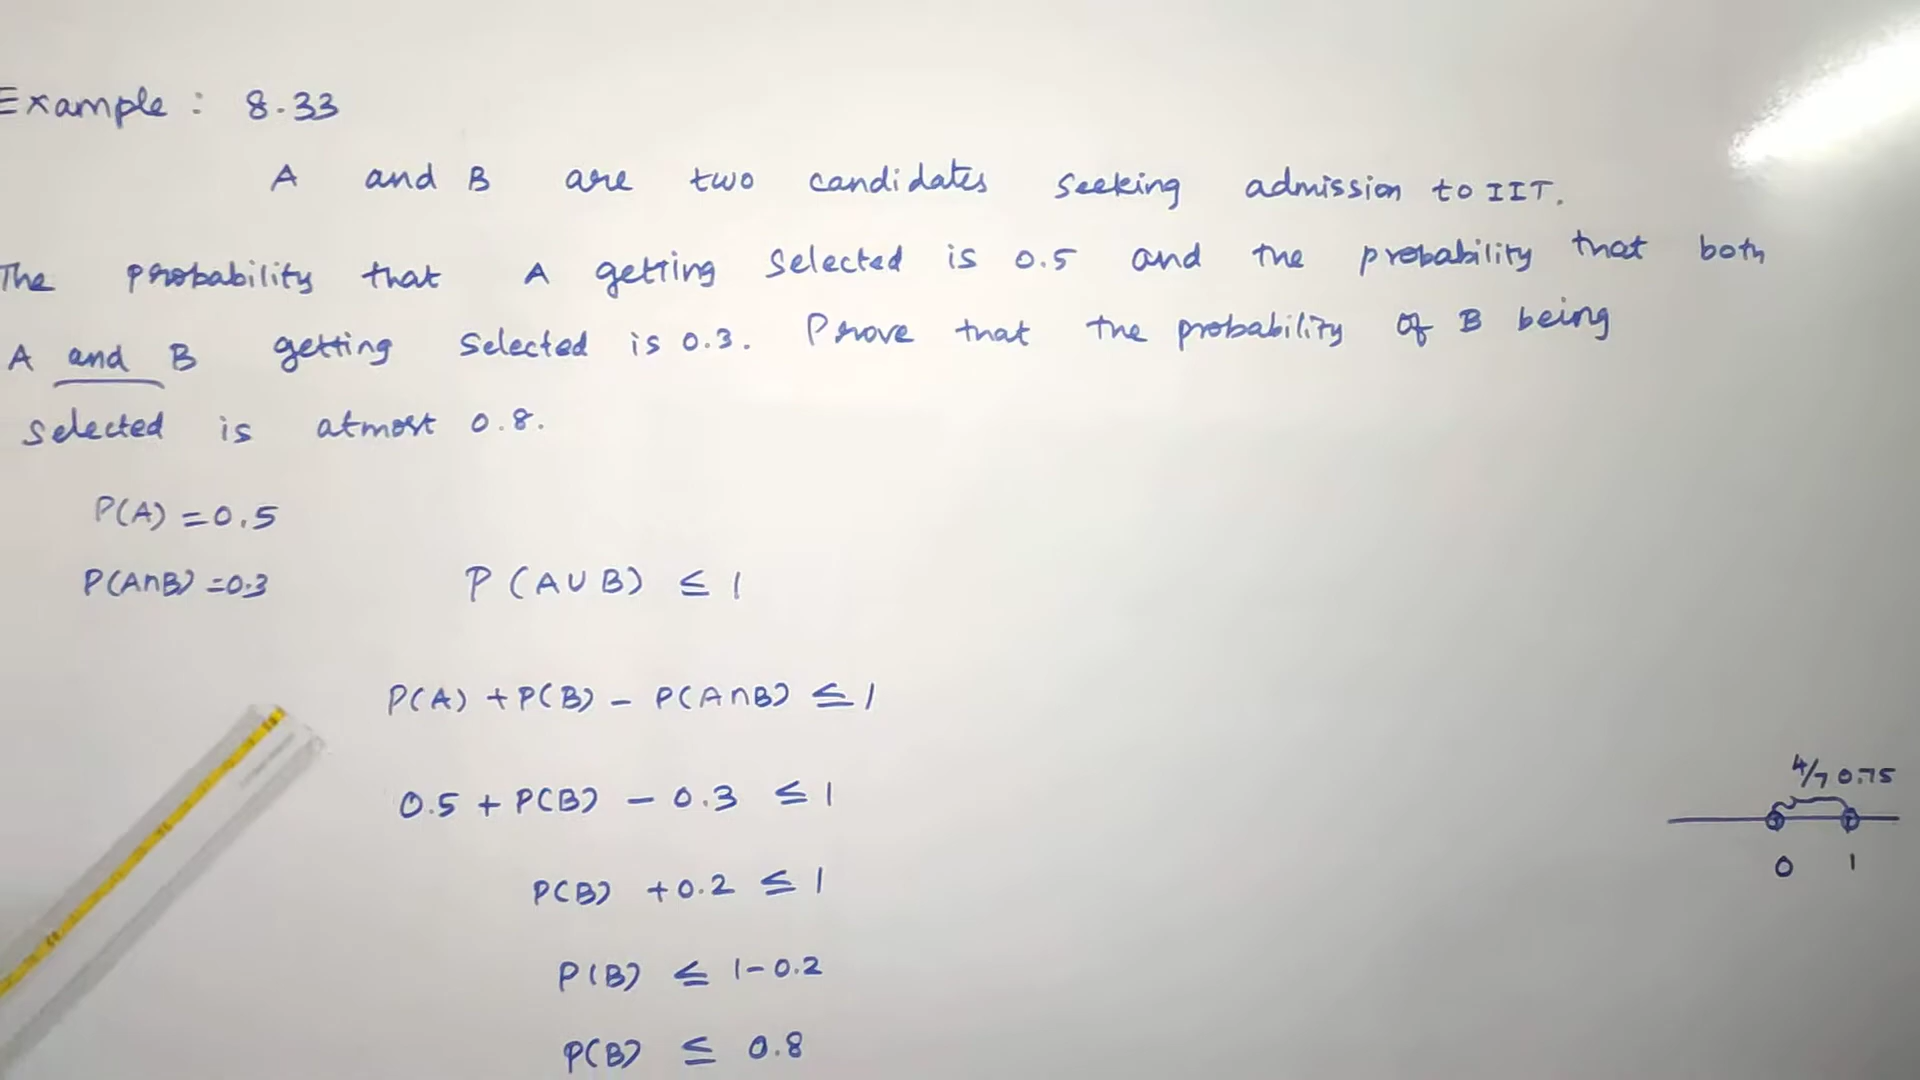 Example : 8.33
A and B are two candidates seeking admission to IIT.
The probability that A getting selected is 0.5 and the probability that both
A and B getting selected is 0.3. Prove that the probability of B being
selected is atmost 0.8.
P(A) = 0.5
P(A∩B) = 0.3
P(A∪B) ≤ 1
P(A) + P(B) - P(A∩B) ≤ 1
0.5 + P(B) - 0.3 ≤ 1
P(B) + 0.2 ≤ 1
P(B) ≤ 1 - 0.2
P(B) ≤ 0.8
4/7 0.75
0 1